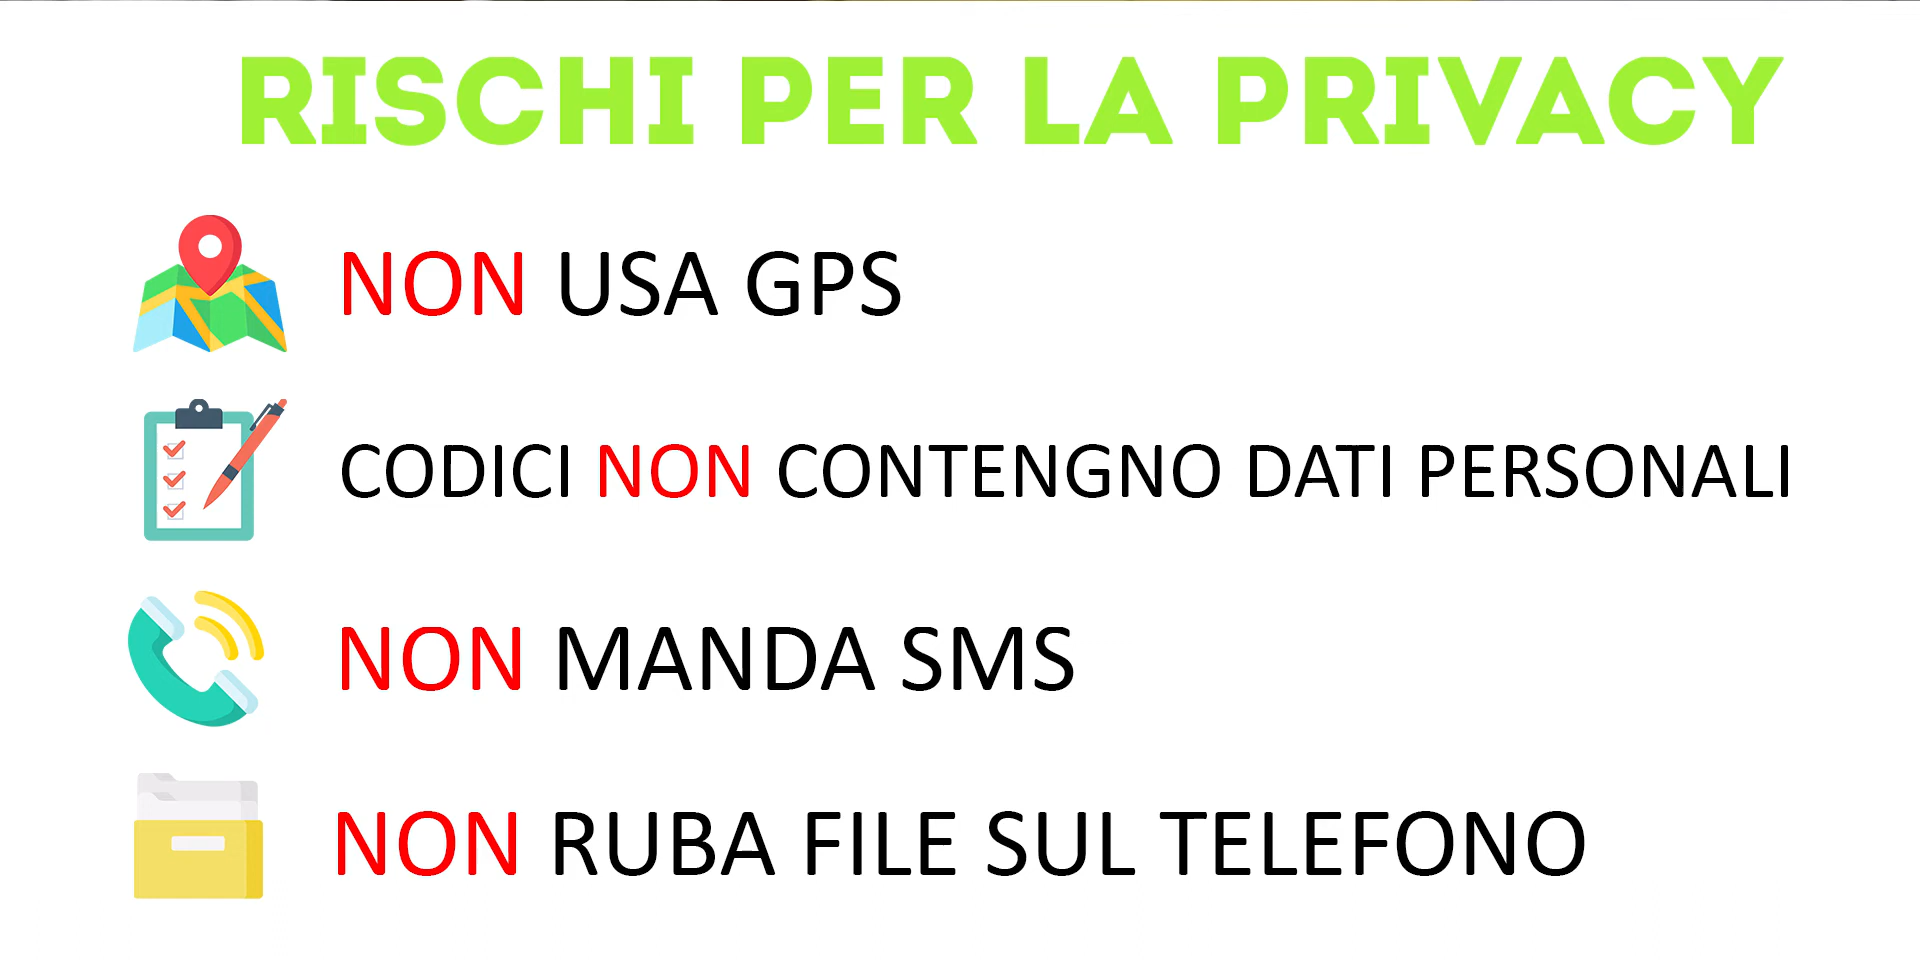 RISCHI PER LA PRIVACY
NON USA GPS
CODICI NON CONTENGNO DATI PERSONALI
NON MANDA SMS
NON RUBA FILE SUL TELEFONO